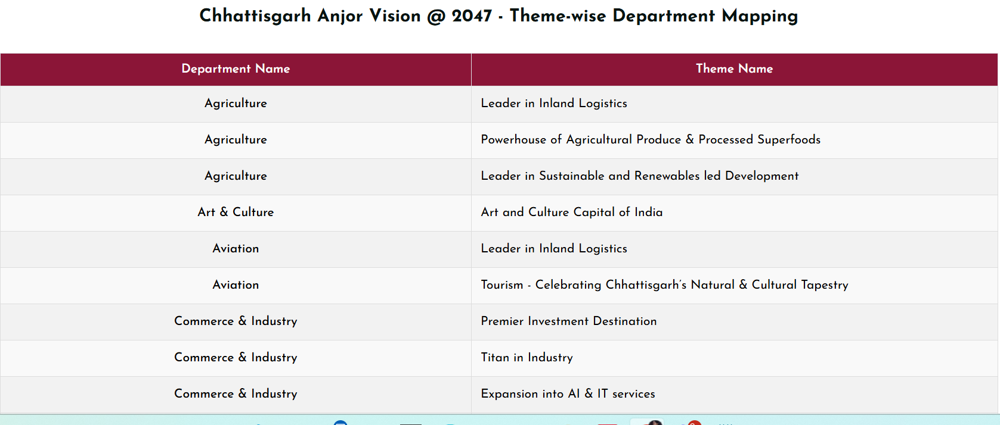 Chhattisgarh Anjor Vision @ 2047 - Theme-wise Department Mapping
Department Name Theme Name
Agriculture Leader in Inland Logistics
Agriculture Powerhouse of Agricultural Produce & Processed Superfoods
Agriculture Leader in Sustainable and Renewables led Development
Art & Culture Art and Culture Capital of India
Aviation Leader in Inland Logistics
Aviation Tourism - Celebrating Chhattisgarh’s Natural & Cultural Tapestry
Commerce & Industry Premier Investment Destination
Commerce & Industry Titan in Industry
Commerce & Industry Expansion into AI & IT services